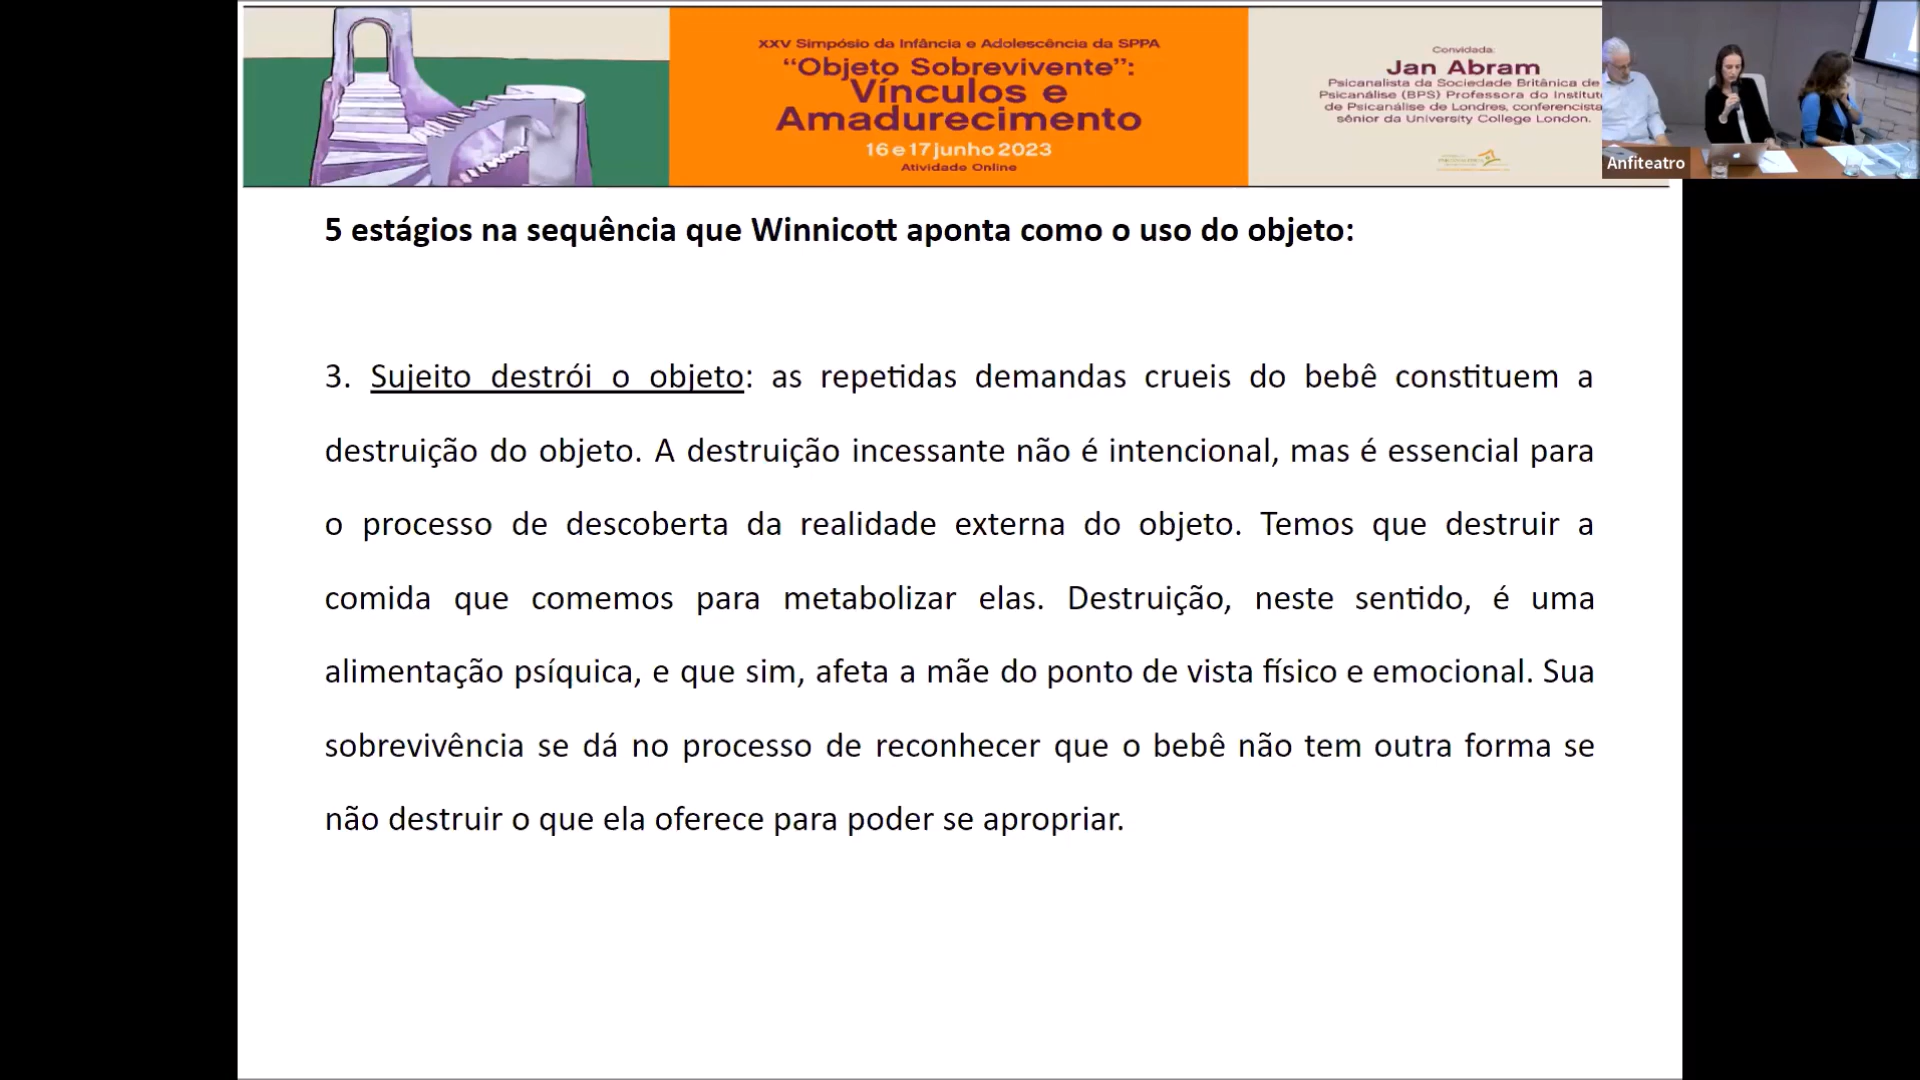 XXV Simpósio da Infância e Adolescência da SPPA
“Objeto Sobrevivente”:
Vínculos e
Amadurecimento
16 e 17 junho 2023
Atividade Online
Convidada:
Jan Abram
Psicanalista da Sociedade Britânica de
Psicanálise (BPS) Professora do Institut
de Psicanálise de Londres, conferencista
sênior da University College London.
Anfiteatro
5 estágios na sequência que Winnicott aponta como o uso do objeto:
3. Sujeito destrói o objeto: as repetidas demandas crueis do bebê constituem a
destruição do objeto. A destruição incessante não é intencional, mas é essencial para
o processo de descoberta da realidade externa do objeto. Temos que destruir a
comida que comemos para metabolizar elas. Destruição, neste sentido, é uma
alimentação psíquica, e que sim, afeta a mãe do ponto de vista físico e emocional. Sua
sobrevivência se dá no processo de reconhecer que o bebê não tem outra forma se
não destruir o que ela oferece para poder se apropriar.